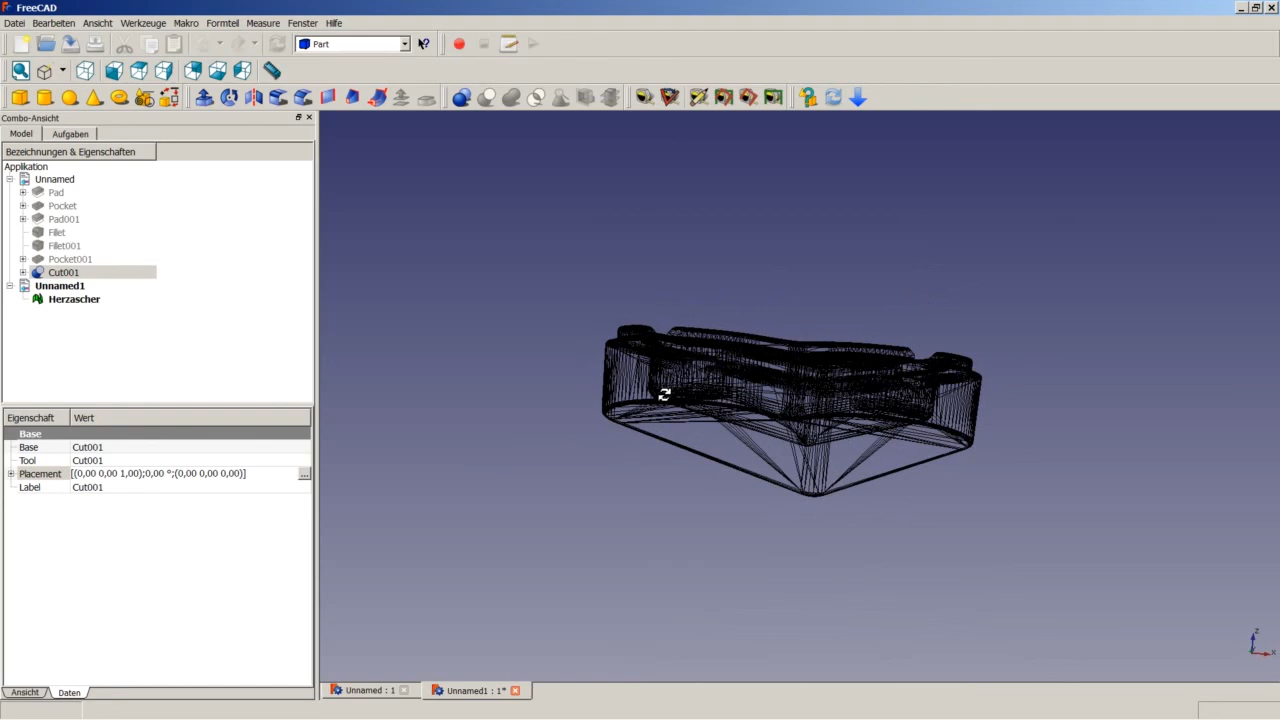 FreeCAD
Datei Bearbeiten Ansicht Werkzeuge Makro Formteil Measure Fenster Hilfe
Part
Combo-Ansicht
Model Aufgaben
Bezeichnungen & Eigenschaften
Applikation
Unnamed
Pad
Pocket
Pad001
Fillet
Fillet001
Pocket001
Cut001
Unnamed1
Herzascher
Eigenschaft Wert
Base
Base Cut001
Tool Cut001
Placement [(0,00 0,00 1,00);0,00 °;(0,00 0,00 0,00)] ...
Label Cut001
Z
X
Ansicht Daten
Unnamed : 1
Unnamed1 : 1*